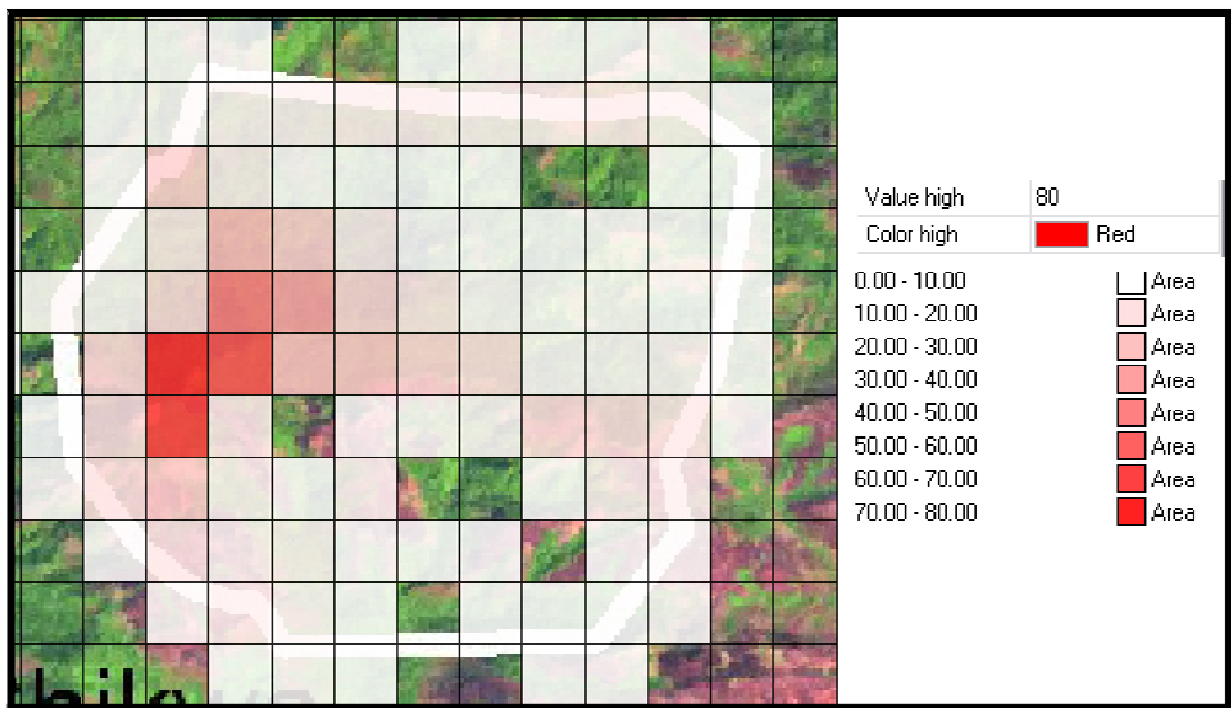 Value high 80
Color high Red
0.00 - 10.00 Area
10.00 - 20.00 Area
20.00 - 30.00 Area
30.00 - 40.00 Area
40.00 - 50.00 Area
50.00 - 60.00 Area
60.00 - 70.00 Area
70.00 - 80.00 Area